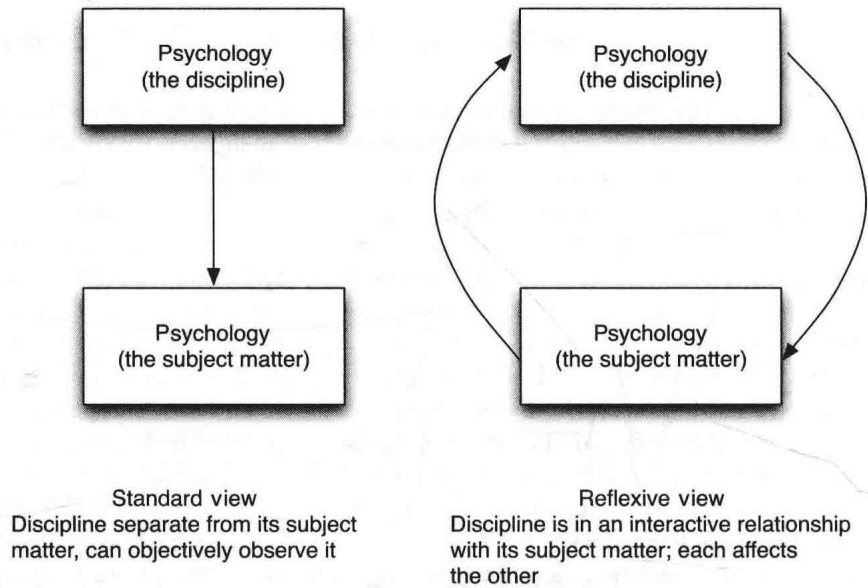 Psychology
(the discipline)
Psychology
(the subject matter)
Standard view
Discipline separate from its subject
matter, can objectively observe it
Psychology
(the discipline)
Psychology
(the subject matter)
Reflexive view
Discipline is in an interactive relationship
with its subject matter; each affects
the other